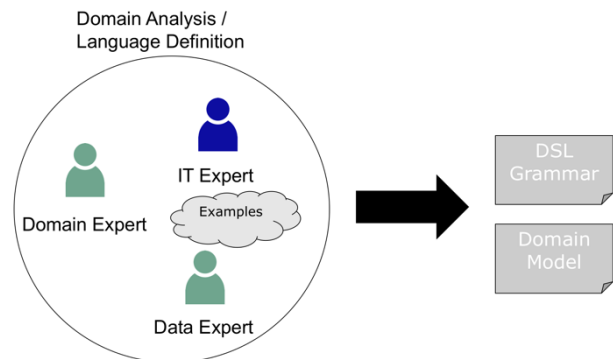 Domain Analysis /
Language Definition
IT Expert
Domain Expert
Examples
Data Expert
DSL
Grammar
Domain
Model